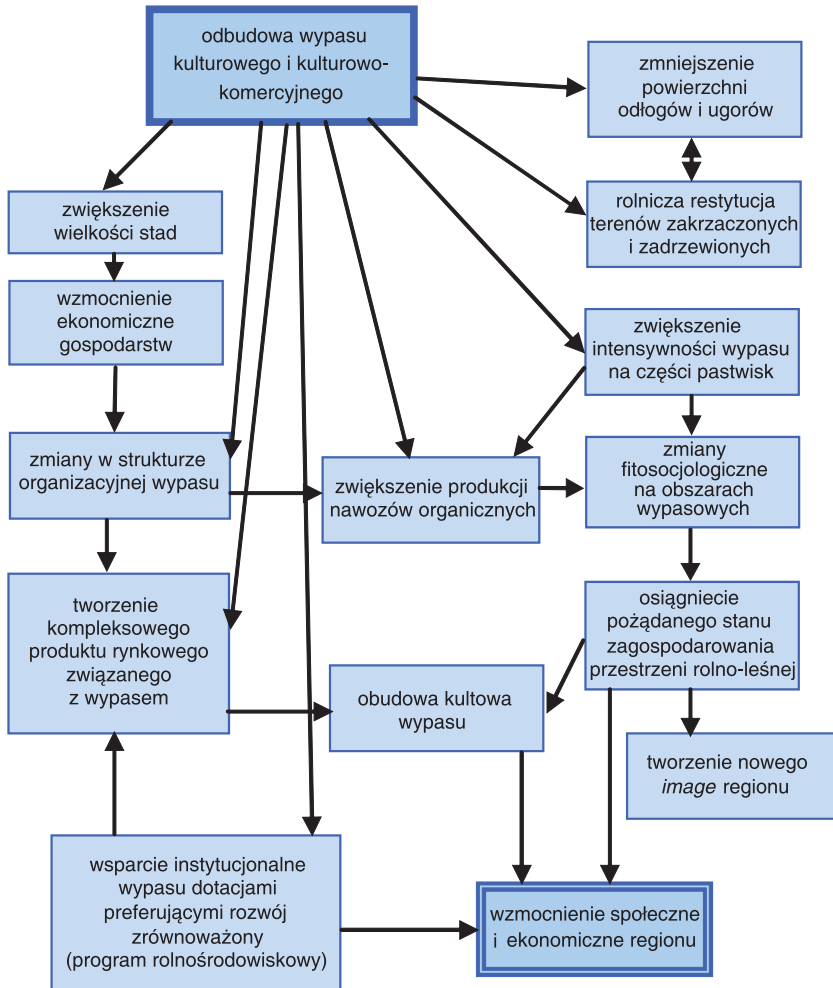 odbudowa wypasu
kulturowego i kulturowo-
komercyjnego
zmniejszenie
powierzchni
odłogów i ugorów
zwiększenie
wielkości stad
rolnicza restytucja
terenów zakrzaczonych
i zadrzewionych
wzmocnienie
ekonomiczne
gospodarstw
zwiększenie
intensywności wypasu
na części pastwisk
zmiany w strukturze
organizacyjnej wypasu
zwiększenie produkcji
nawozów organicznych
zmiany
fitosocjologiczne
na obszarach
wypasowych
tworzenie
kompleksowego
produktu rynkowego
związanego
z wypasem
osiągniecie
pożądanego stanu
zagospodarowania
przestrzeni rolno-leśnej
obudowa kultowa
wypasu
tworzenie nowego
image regionu
wsparcie instytucjonalne
wypasu dotacjami
preferującymi rozwój
zrównoważony
(program rolnośrodowiskowy)
wzmocnienie społeczne
i ekonomiczne regionu